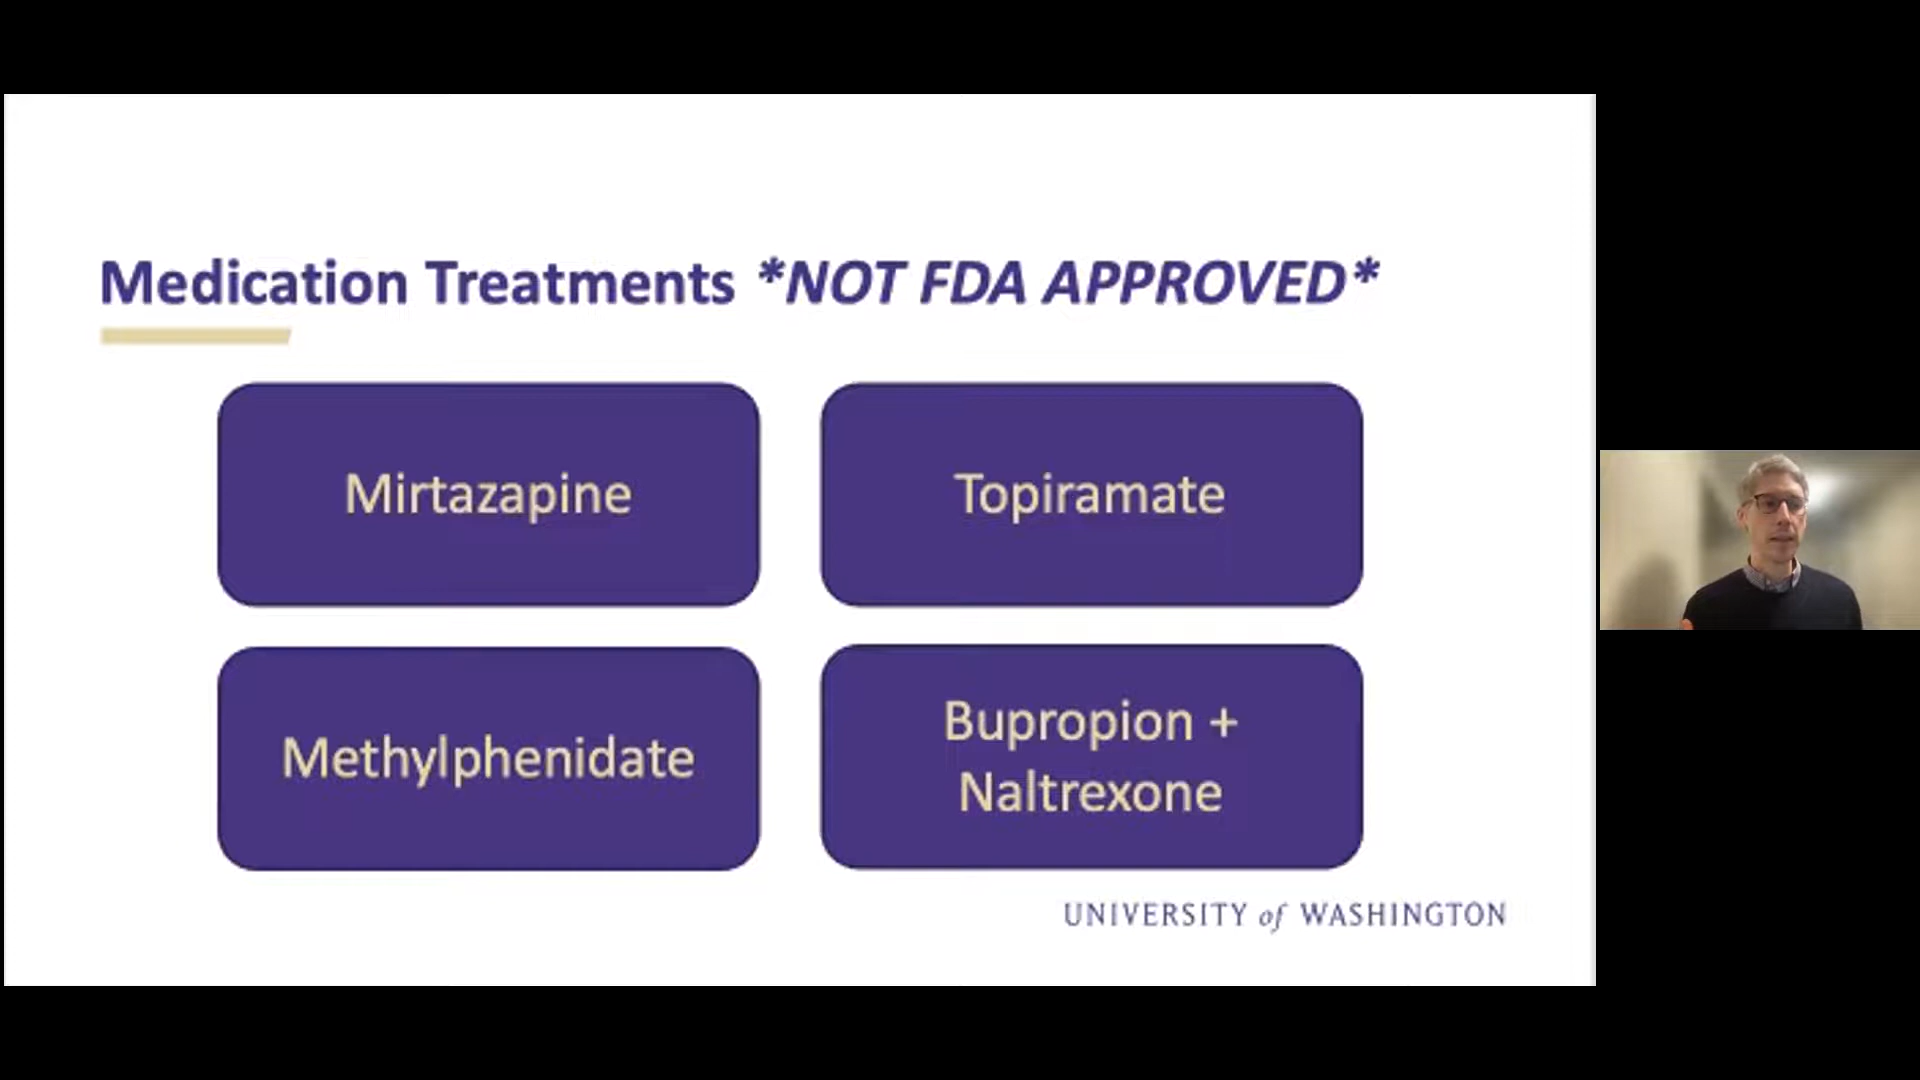 Medication Treatments *NOT FDA APPROVED*
Mirtazapine
Topiramate
Methylphenidate
Bupropion +
Naltrexone
UNIVERSITY of WASHINGTON